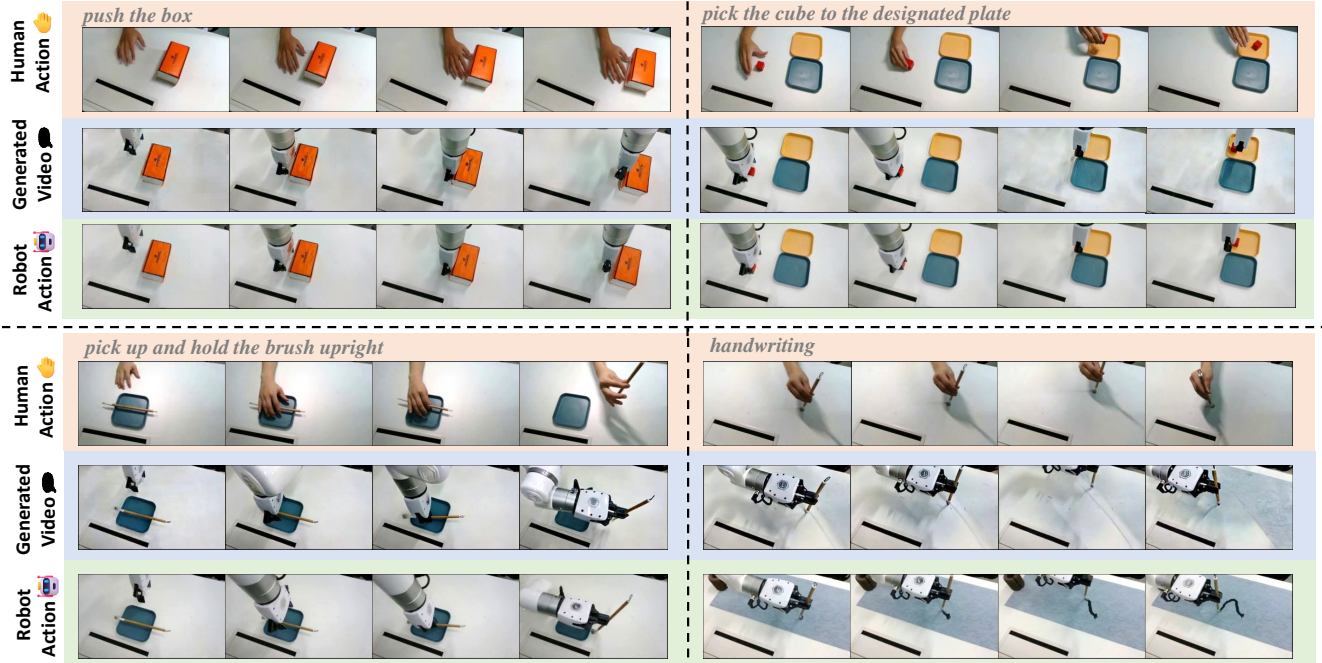 push the box
pick the cube to the designated plate
Human
Action
Generated
Video
Robot
Action
pick up and hold the brush upright
handwriting
Human
Action
Generated
Video
Robot
Action